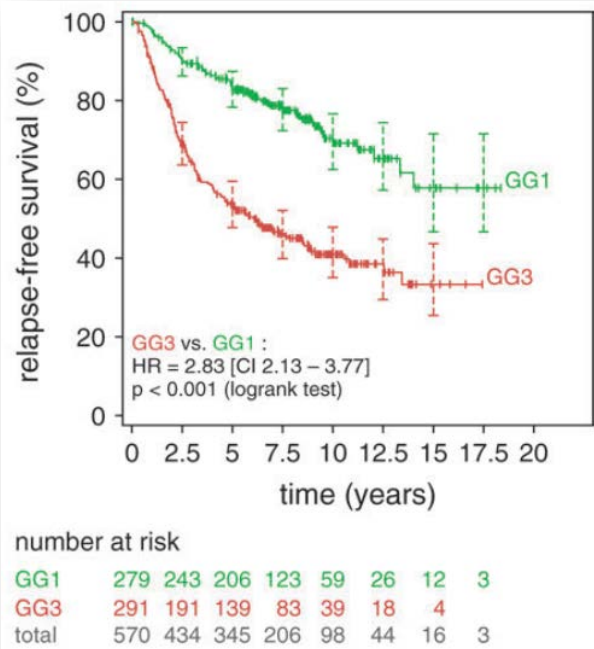 relapse-free survival (%)
100
80
60
40
20
0
GG1
GG3
GG3 vs. GG1 :
HR = 2.83 [CI 2.13 – 3.77]
p < 0.001 (logrank test)
0 2.5 5 7.5 10 12.5 15 17.5 20
time (years)
number at risk
GG1 279 243 206 123 59 26 12 3
GG3 291 191 139 83 39 18 4
total 570 434 345 206 98 44 16 3